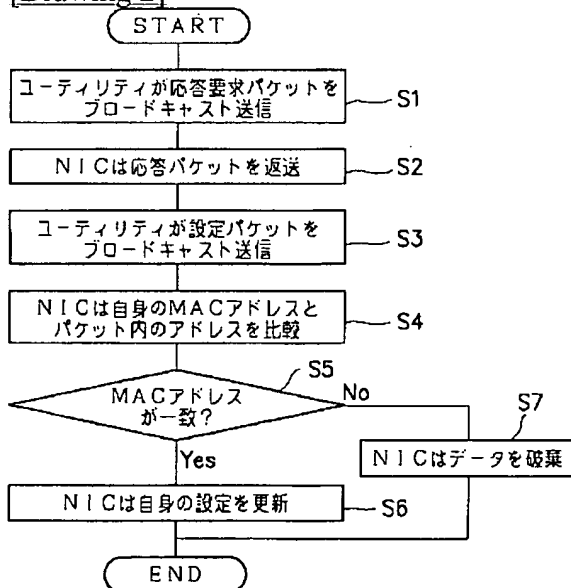 START
ユーティリティが応答要求パケットを
ブロードキャスト送信
S1
NICは応答パケットを返送
S2
ユーティリティが設定パケットを
ブロードキャスト送信
S3
NICは自身のMACアドレスと
パケット内のアドレスを比較
S4
S5
MACアドレス
が一致?
No
S7
NICはデータを破棄
Yes
NICは自身の設定を更新
S6
END